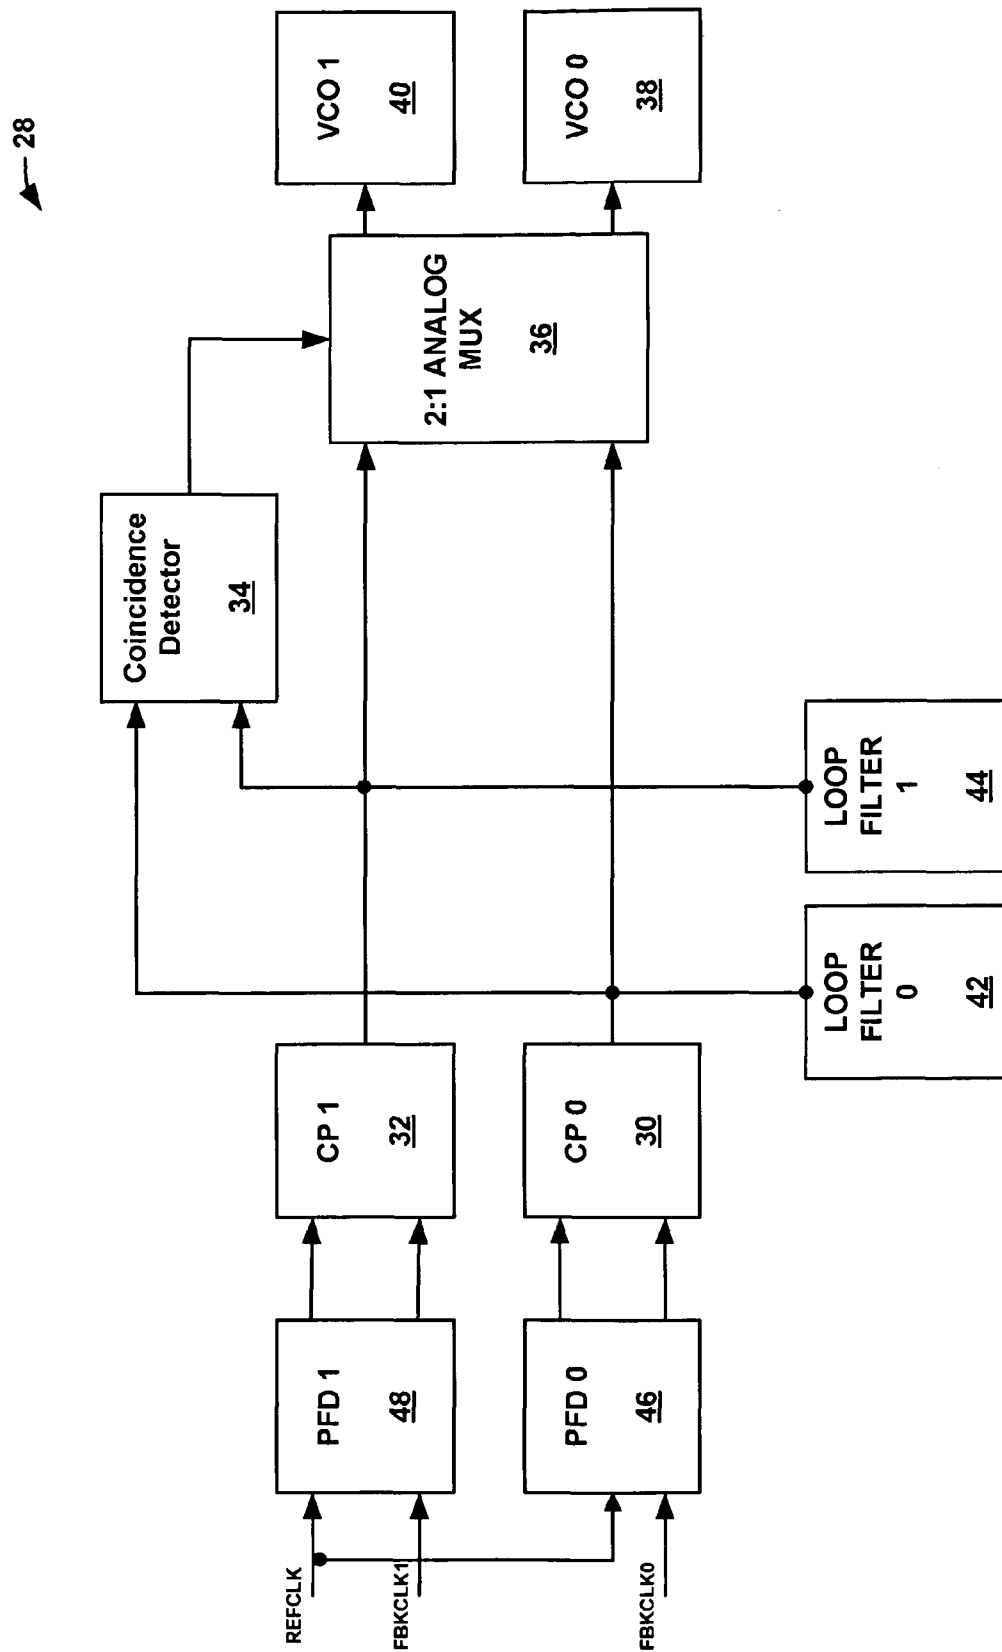 28
Coincidence
Detector
34
REFCLK
FBKCLK1
PFD 1
48
CP 1
32
2:1 ANALOG
MUX
36
VCO 1
40
FBKCLK0
PFD 0
46
CP 0
30
VCO 0
38
LOOP
FILTER
0
42
LOOP
FILTER
1
44